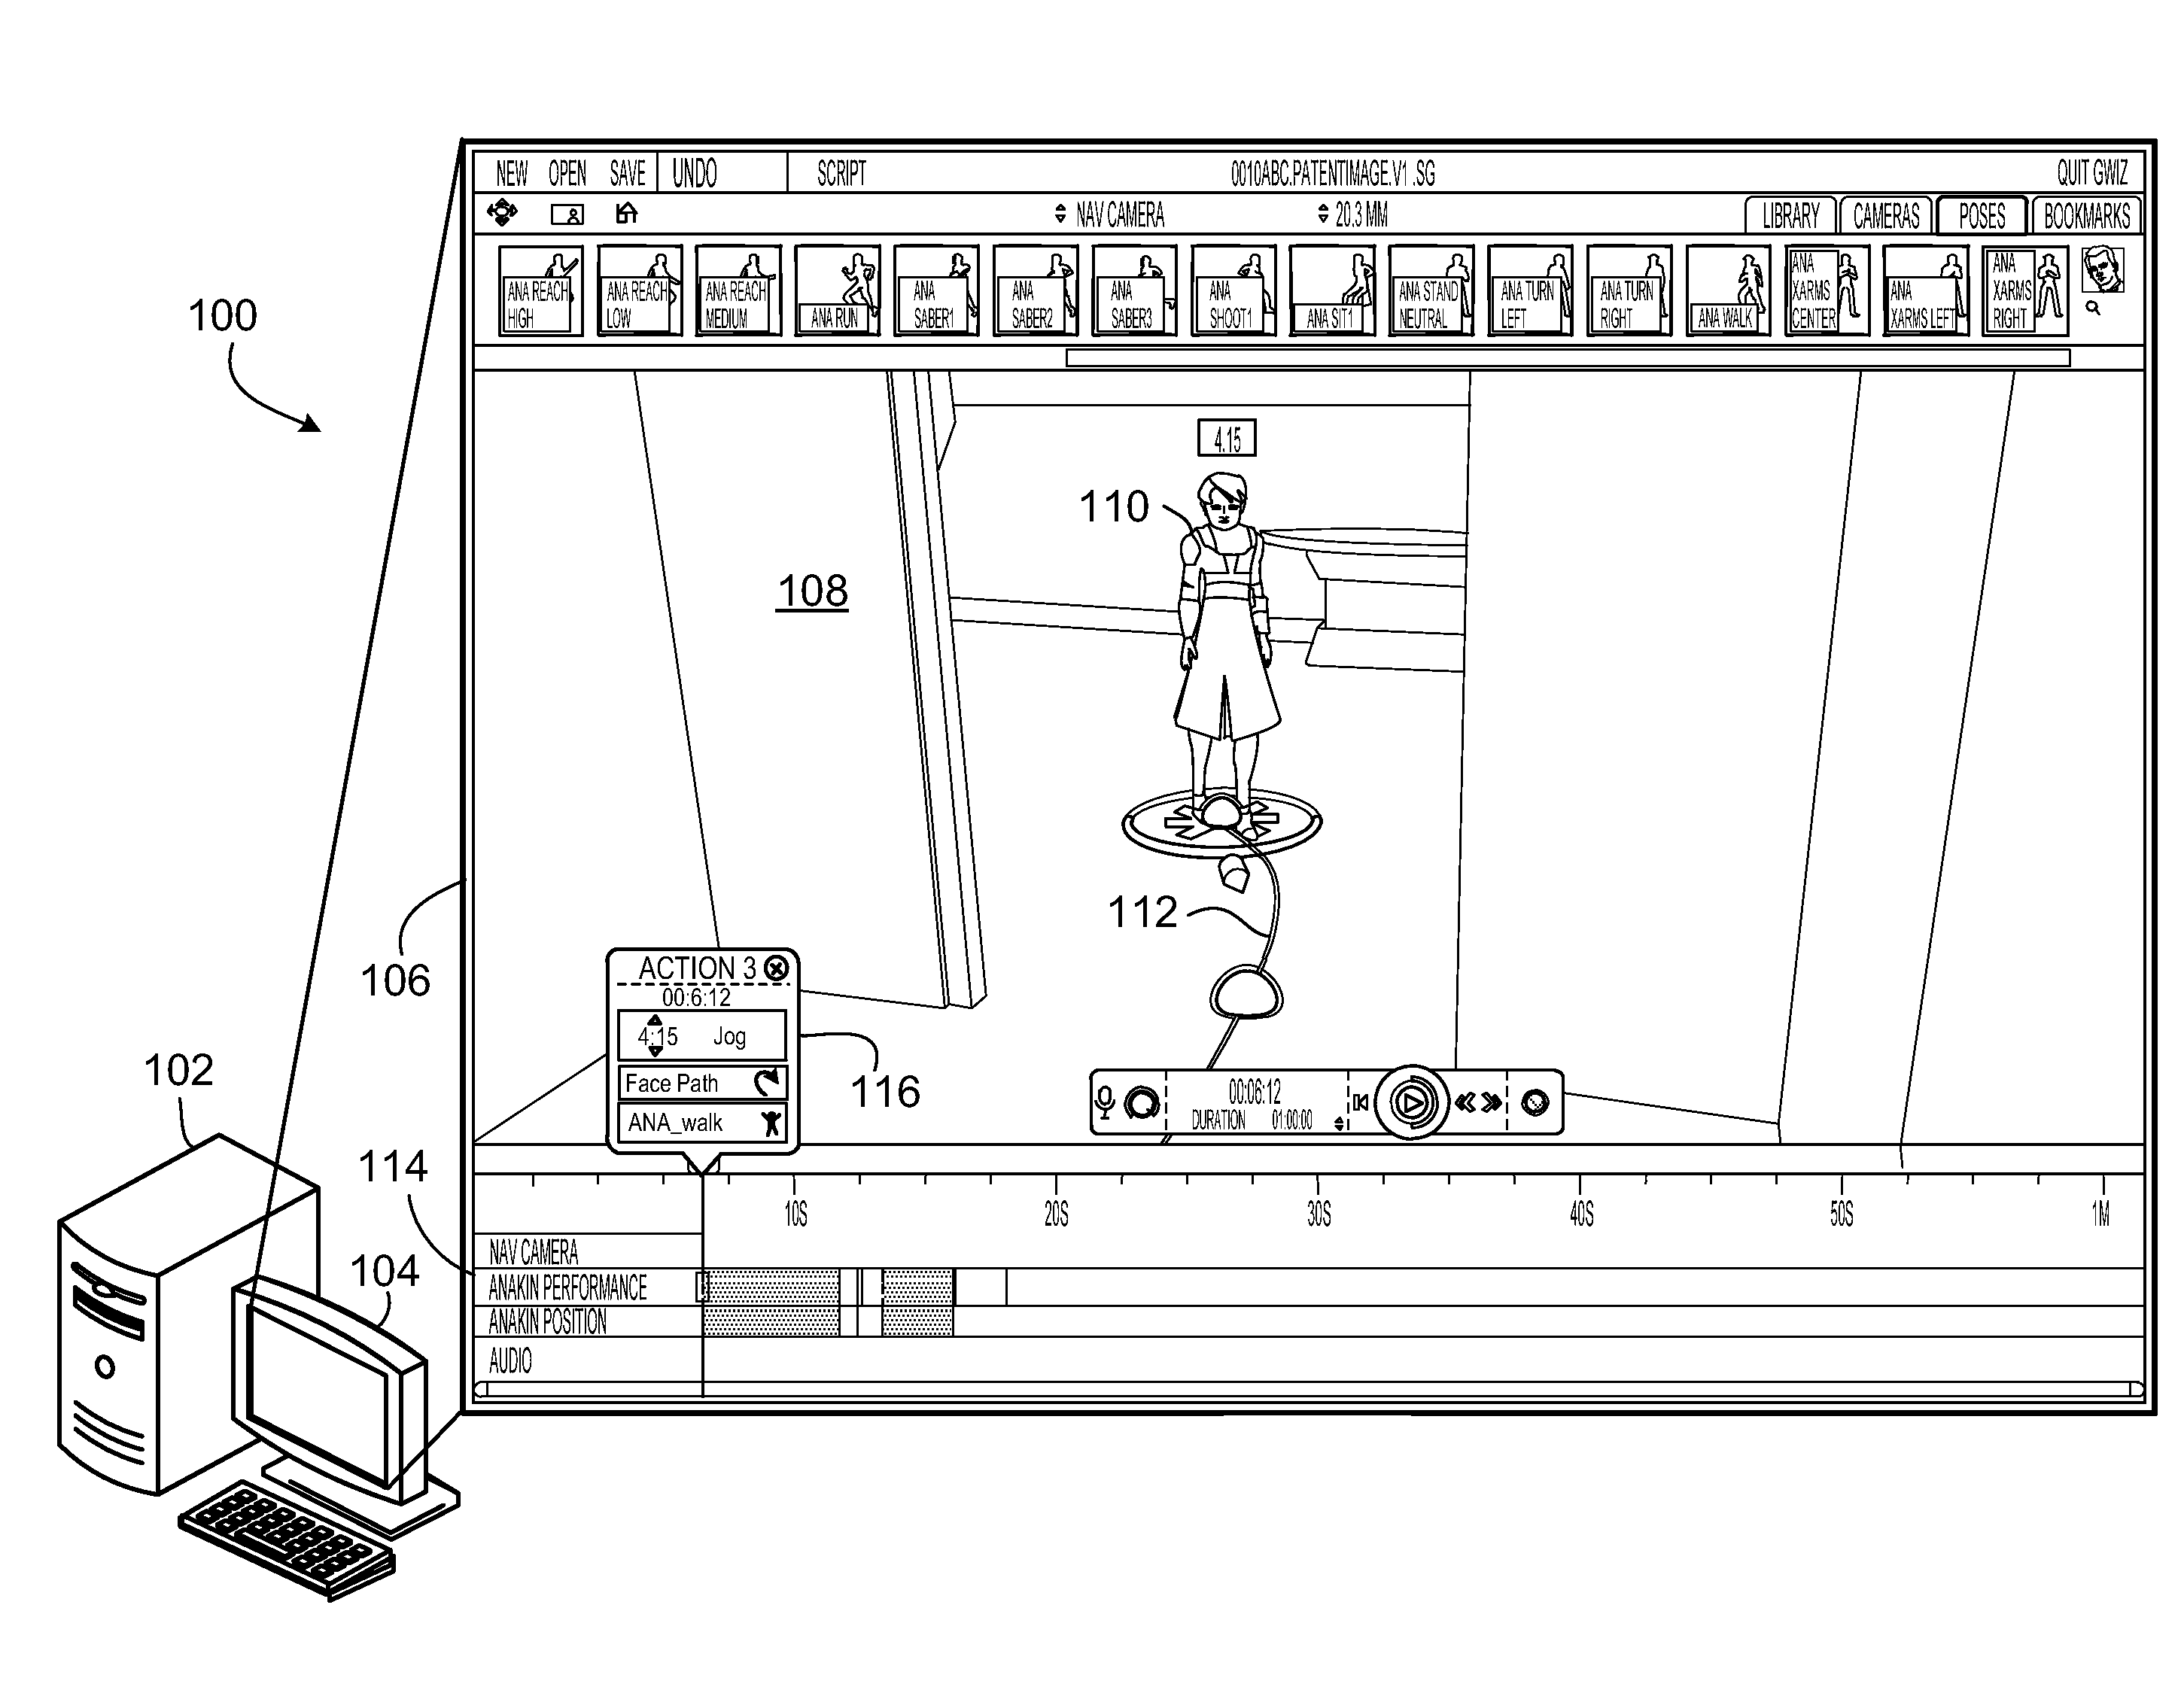 NEW OPEN SAVE UNDO SCRIPT 0010ABC.PATENTIMAGE.V1.SG QUIT GWIZ
NAV CAMERA 20.3 MM LIBRARY CAMERAS POSES BOOKMARKS
ANA REACH
HIGH
ANA REACH
LOW
ANA REACH
MEDIUM
ANA RUN
ANA
SABER1
ANA
SABER2
ANA
SABER3
ANA
SHOOT1
ANA SIT1
ANA STAND
NEUTRAL
ANA TURN
LEFT
ANA TURN
RIGHT
ANA WALK
ANA
XARMS
CENTER
ANA
XARMS LEFT
ANA
XARMS
RIGHT
100
4.15
110
108
112
106
ACTION 3
00:6:12
4:15 Jog
Face Path
ANA_walk
116
00:06:12
DURATION 01:00:00
102
114
10S 20S 30S 40S 50S 1M
NAV CAMERA
104
ANAKIN PERFORMANCE
ANAKIN POSITION
AUDIO